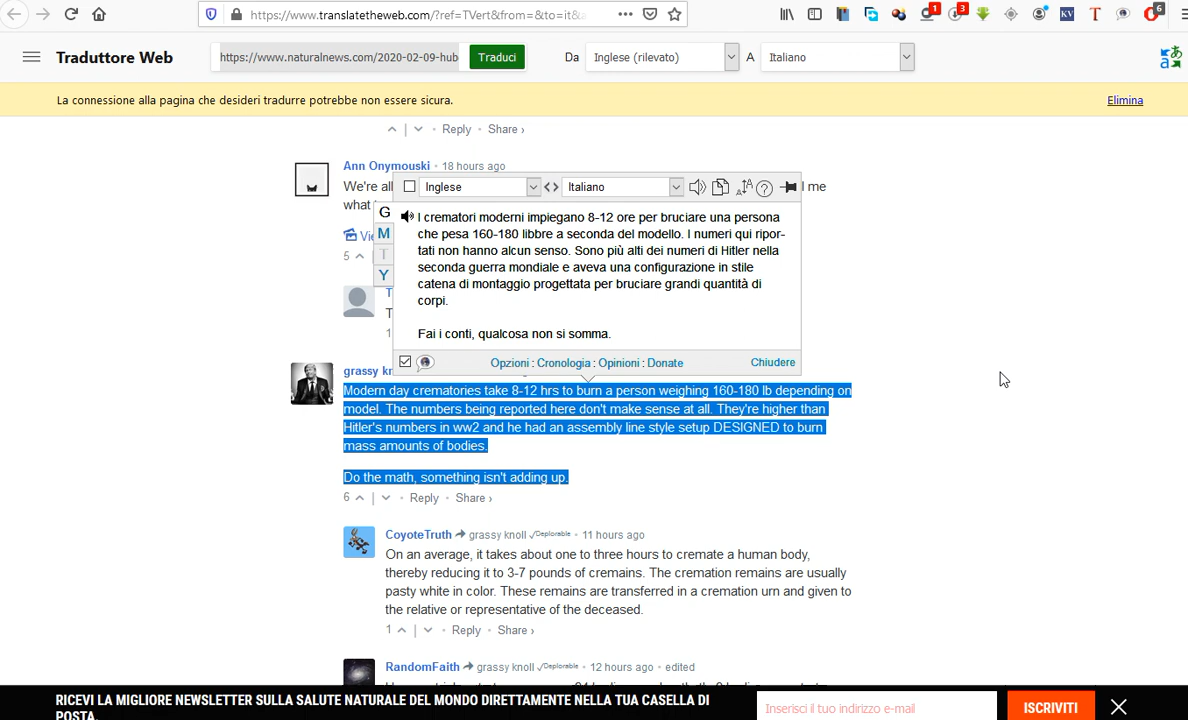 https://www.translatetheweb.com/?ref=TVert&from=&to=it&a
1
3
KV
T
6
Traduttore Web
https://www.naturalnews.com/2020-02-09-hub
Traduci
Da
Inglese (rilevato)
A
Italiano
La connessione alla pagina che desideri tradurre potrebbe non essere sicura.
Elimina
Reply • Share ›
Ann Onymouski • 18 hours ago
We're all
I me
what
Inglese
Italiano
G
M
T
Y
I crematori moderni impiegano 8-12 ore per bruciare una persona
che pesa 160-180 libbre a seconda del modello. I numeri qui ripor-
tati non hanno alcun senso. Sono più alti dei numeri di Hitler nella
seconda guerra mondiale e aveva una configurazione in stile
catena di montaggio progettata per bruciare grandi quantità di
corpi.
Fai i conti, qualcosa non si somma.
Opzioni : Cronologia : Opinioni : Donate
Chiudere
Vie
5
T
T
1
grassy kn
Modern day crematories take 8-12 hrs to burn a person weighing 160-180 lb depending on
model. The numbers being reported here don't make sense at all. They're higher than
Hitler's numbers in ww2 and he had an assembly line style setup DESIGNED to burn
mass amounts of bodies.
Do the math, something isn't adding up.
6 • Reply • Share ›
CoyoteTruth grassy knoll ✓Deplorable • 11 hours ago
On an average, it takes about one to three hours to cremate a human body,
thereby reducing it to 3-7 pounds of cremains. The cremation remains are usually
pasty white in color. These remains are transferred in a cremation urn and given to
the relative or representative of the deceased.
1 • Reply • Share ›
RandomFaith grassy knoll ✓Deplorable • 12 hours ago • edited
RICEVI LA MIGLIORE NEWSLETTER SULLA SALUTE NATURALE DEL MONDO DIRETTAMENTE NELLA TUA CASELLA DI
POSTA.
Inserisci il tuo indirizzo e-mail
ISCRIVITI